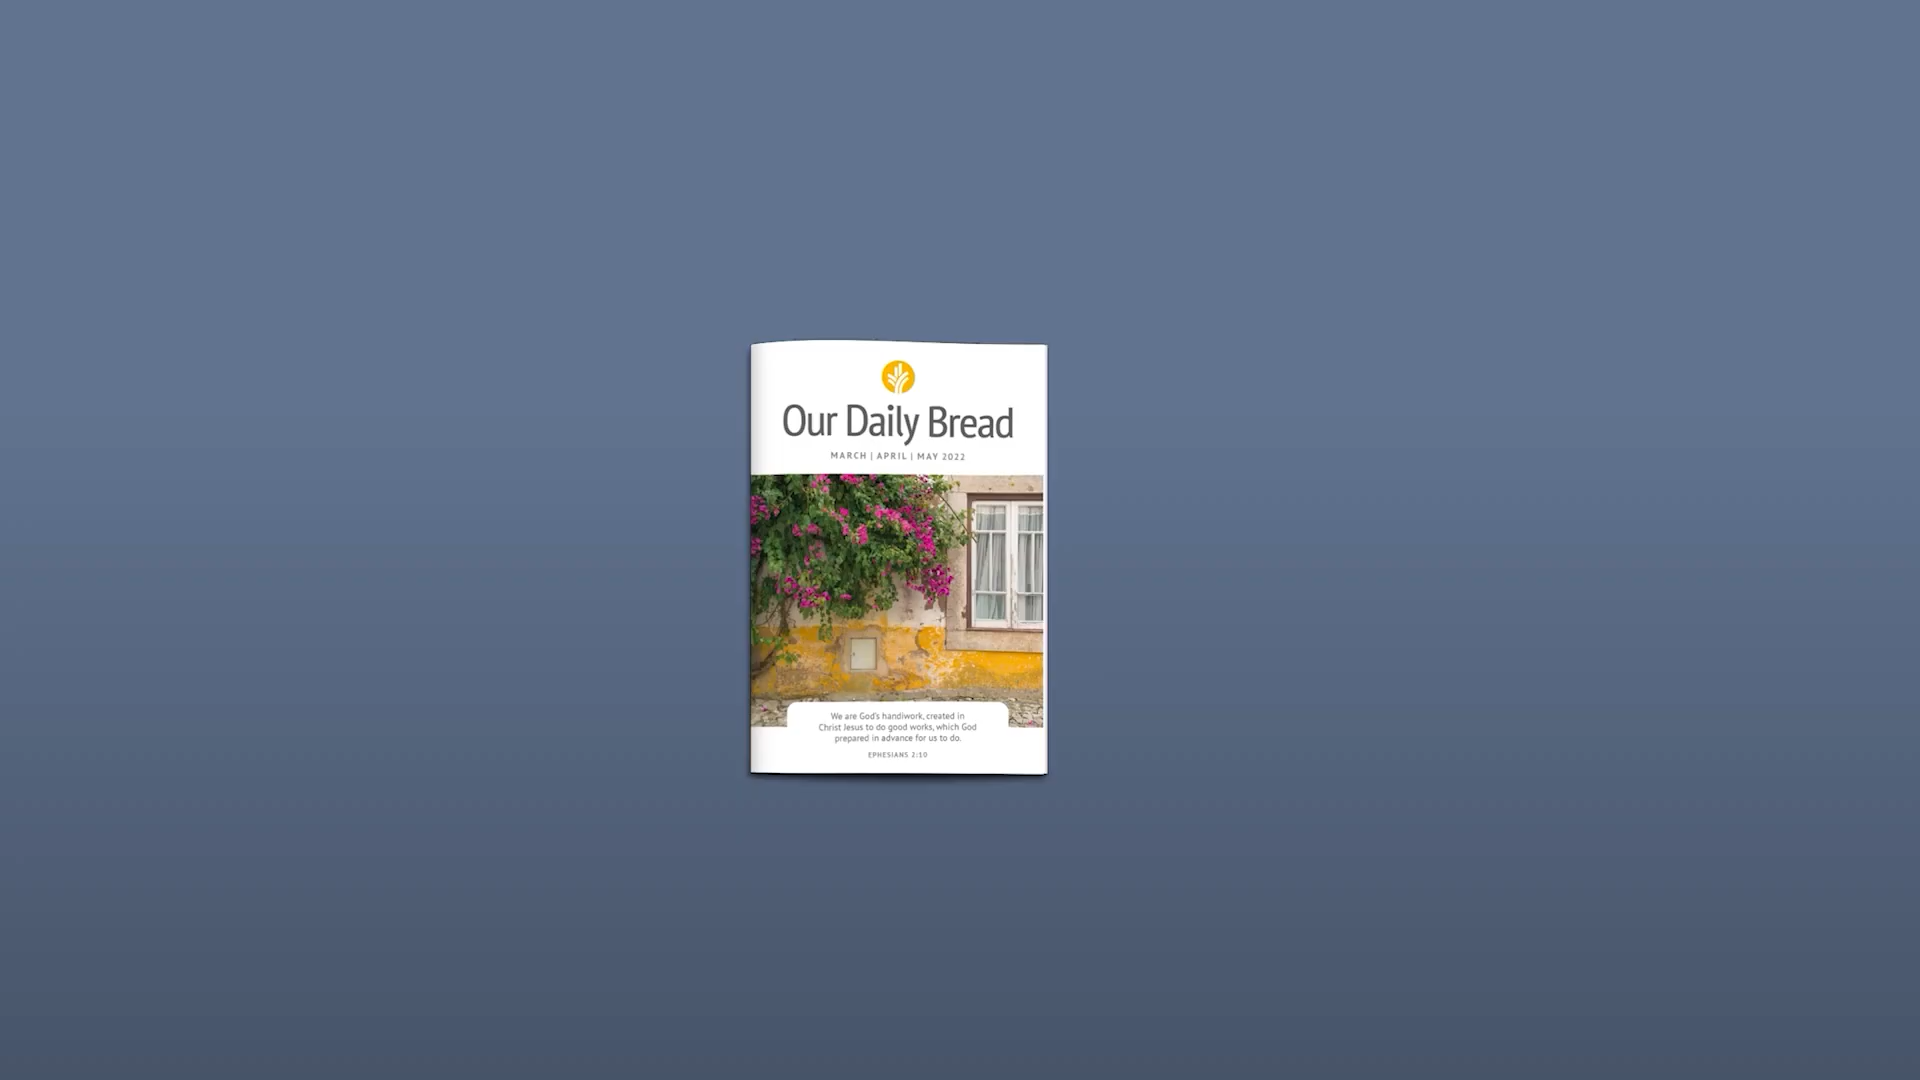 Our Daily Bread
MARCH | APRIL | MAY 2022
We are God's handiwork, created in
Christ Jesus to do good works, which God
prepared in advance for us to do.
EPHESIANS 2:10